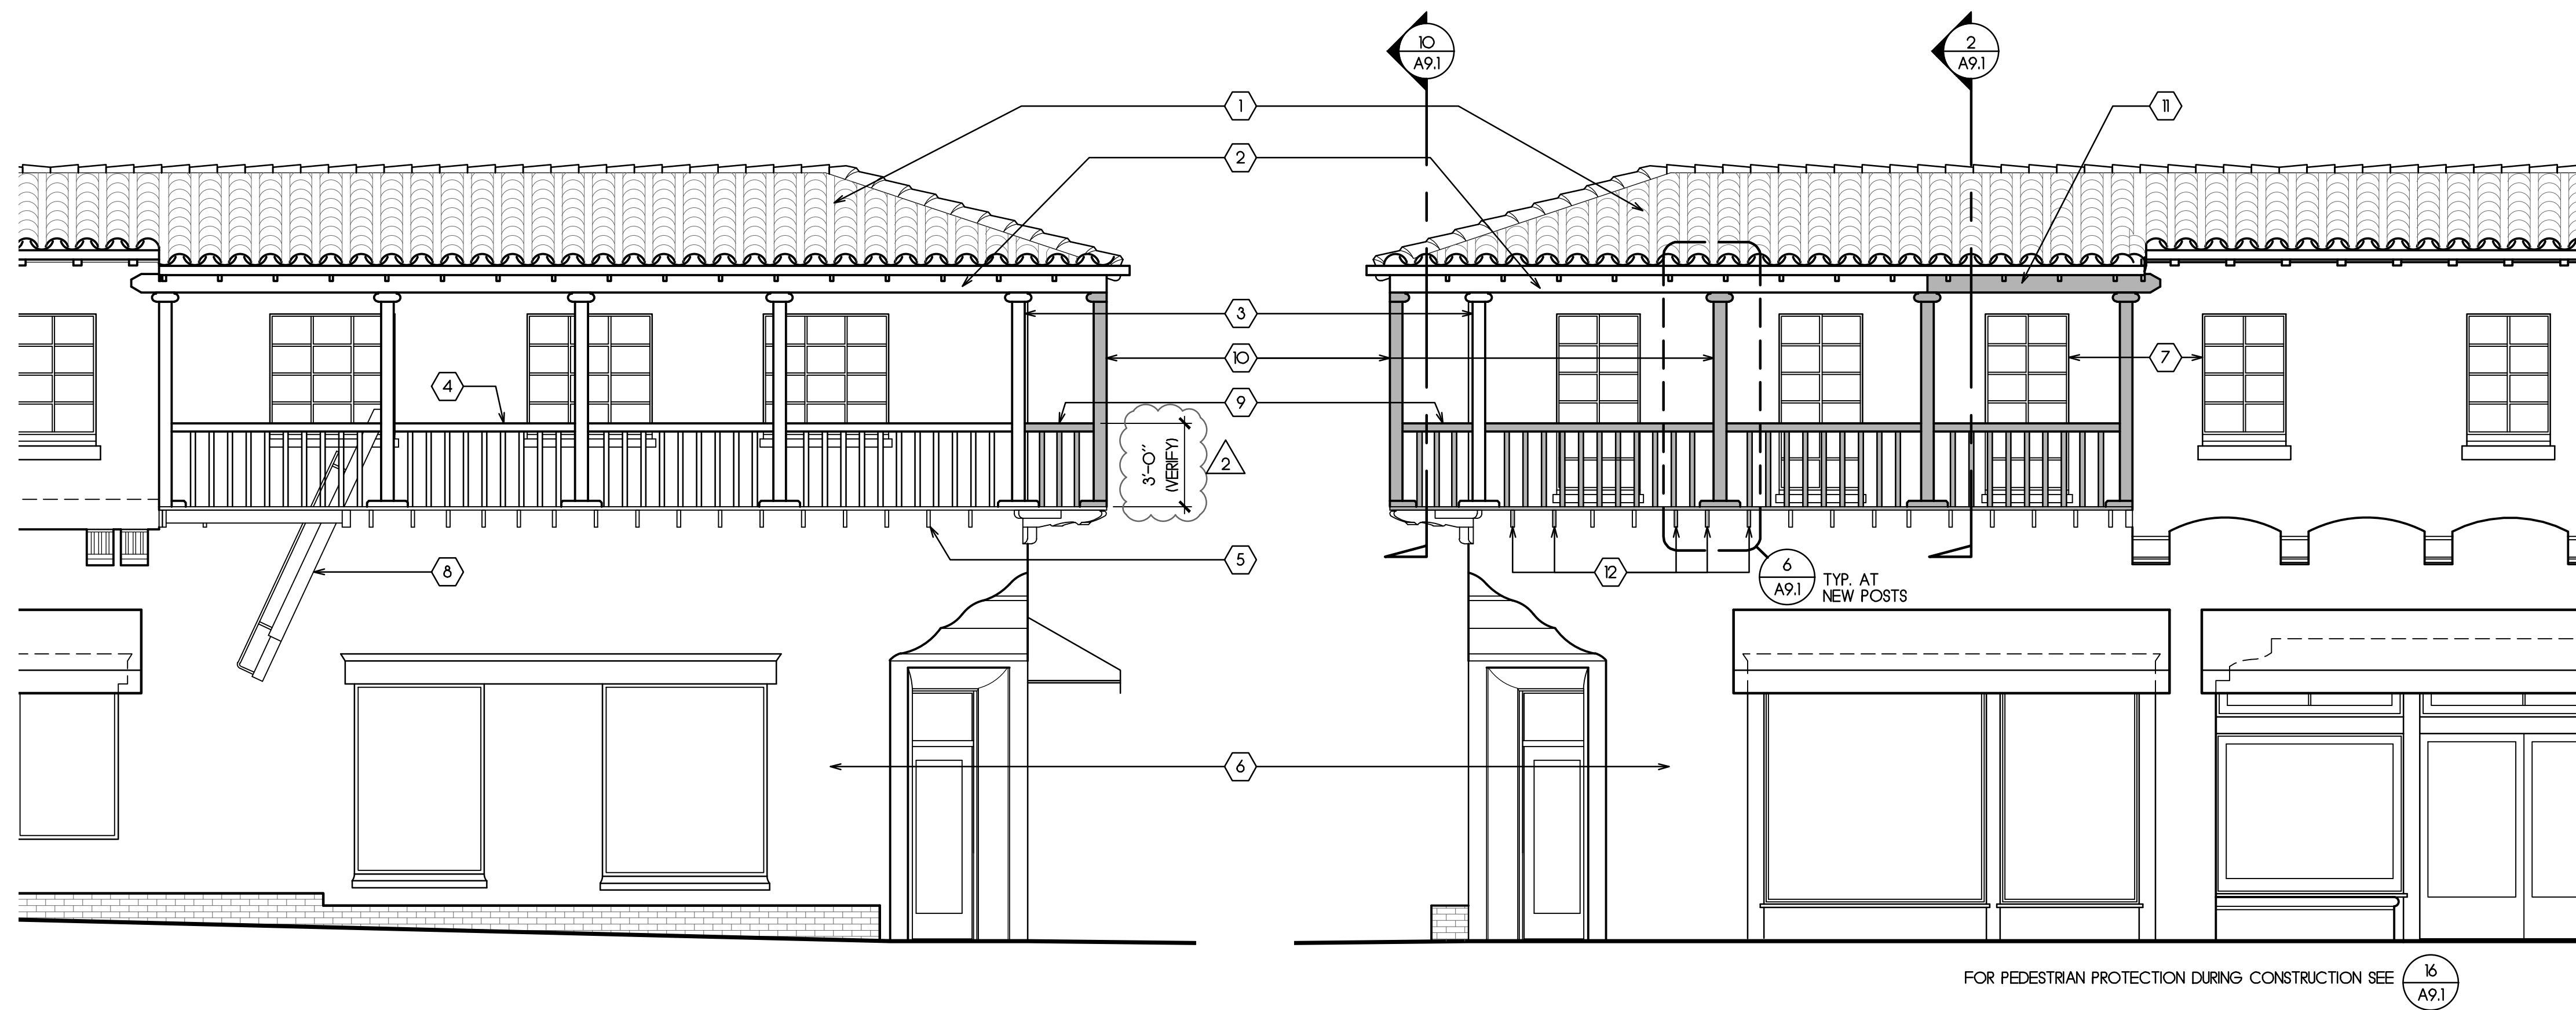 10
A9.1
2
A9.1
1
11
2
3
10
7
4
9
3'-0"
(VERIFY)
2
5
8
12
6
A9.1
TYP. AT
NEW POSTS
6
FOR PEDESTRIAN PROTECTION DURING CONSTRUCTION SEE
16
A9.1